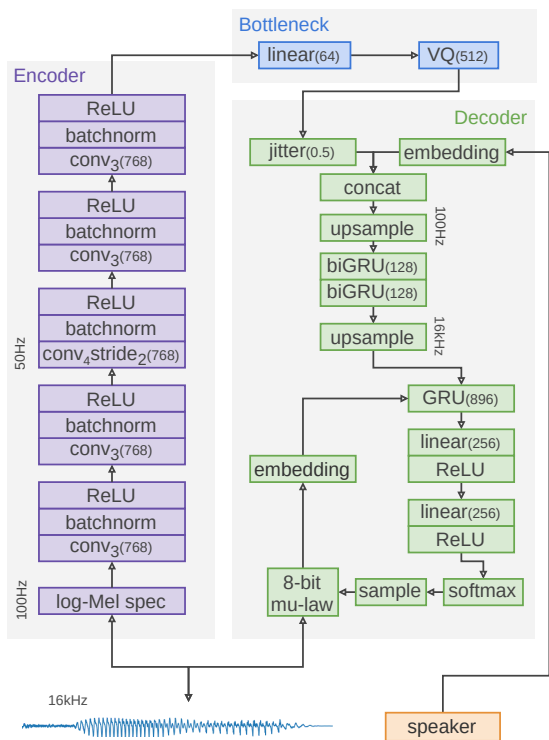 Bottleneck
linear(64)
VQ(512)
Encoder
ReLU
batchnorm
conv3(768)
ReLU
batchnorm
conv3(768)
ReLU
batchnorm
conv4stride2(768)
50Hz
ReLU
batchnorm
conv3(768)
ReLU
batchnorm
conv3(768)
log-Mel spec
100Hz
Decoder
jitter(0.5)
embedding
concat
upsample
100Hz
biGRU(128)
biGRU(128)
upsample
16kHz
GRU(896)
linear(256)
ReLU
embedding
linear(256)
ReLU
8-bit
mu-law
sample
softmax
16kHz
speaker